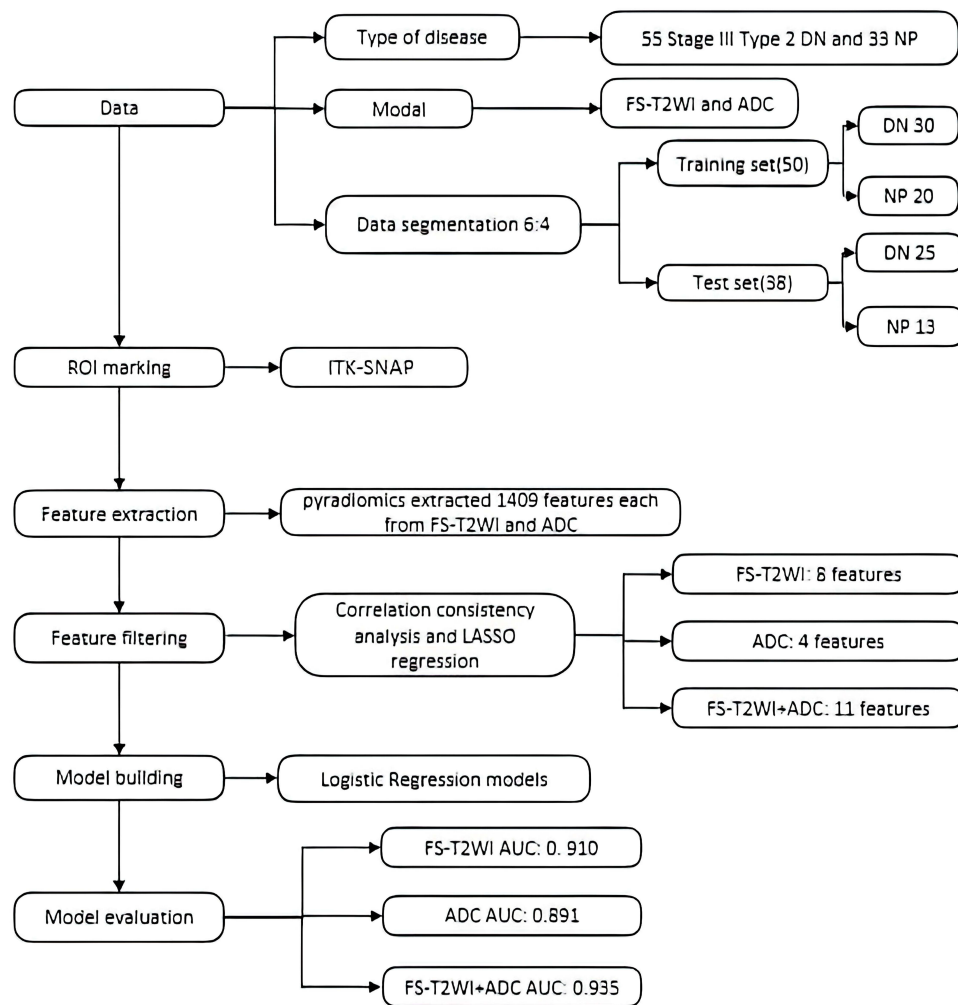 Type of disease
55 Stage III Type 2 DN and 33 NP
Data
Modal
FS-T2WI and ADC
DN 30
Training set(50)
NP 20
Data segmentation 6:4
DN 25
Test set(38)
NP 13
ROI marking
ITK-SNAP
Feature extraction
pyradiomics extracted 1409 features each
from FS-T2WI and ADC
FS-T2WI: 8 features
Correlation consistency
Feature filtering
analysis and LASSO
ADC: 4 features
regression
FS-T2WI+ADC: 11 features
Model building
Logistic Regression models
FS-T2WI AUC: 0. 910
Model evaluation
ADC AUC: 0.891
FS-T2WI+ADC AUC: 0.935